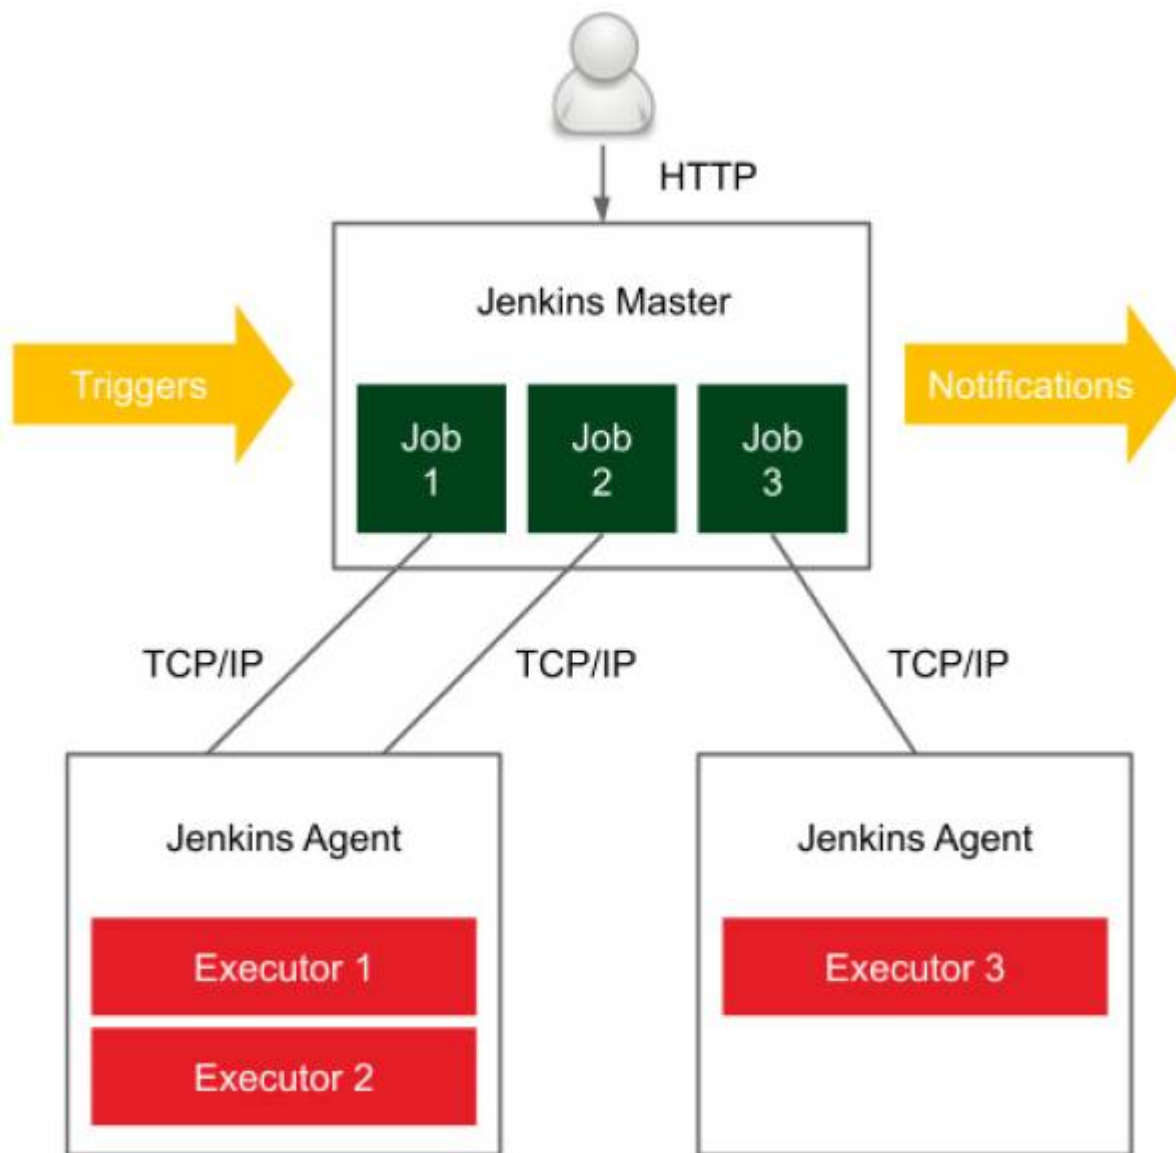 HTTP
Jenkins Master
Triggers
Notifications
Job
1
Job
2
Job
3
TCP/IP
TCP/IP
TCP/IP
Jenkins Agent
Executor 1
Executor 2
Jenkins Agent
Executor 3